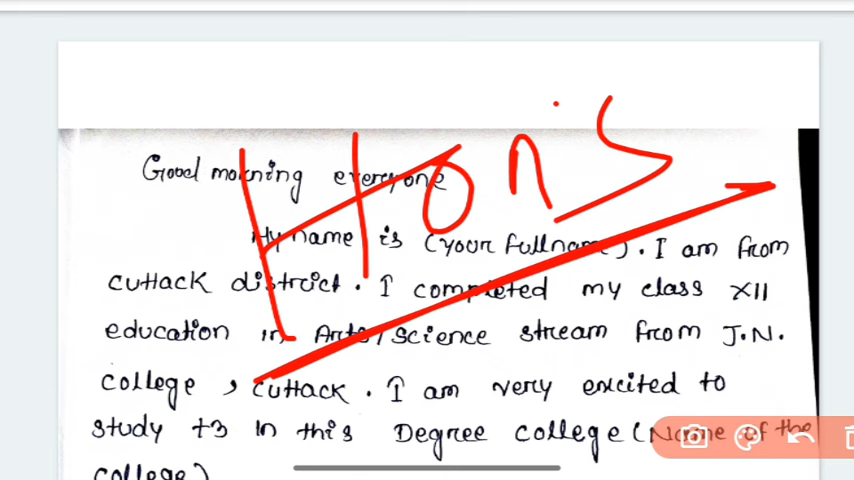 Hon's
Good morning everyone
My name is (your fullname). I am from
cuttack district. I completed my class XII
education in Arts/Science stream from J.N.
college, cuttack. I am very excited to
study +3 in this Degree college (Name of the
college)